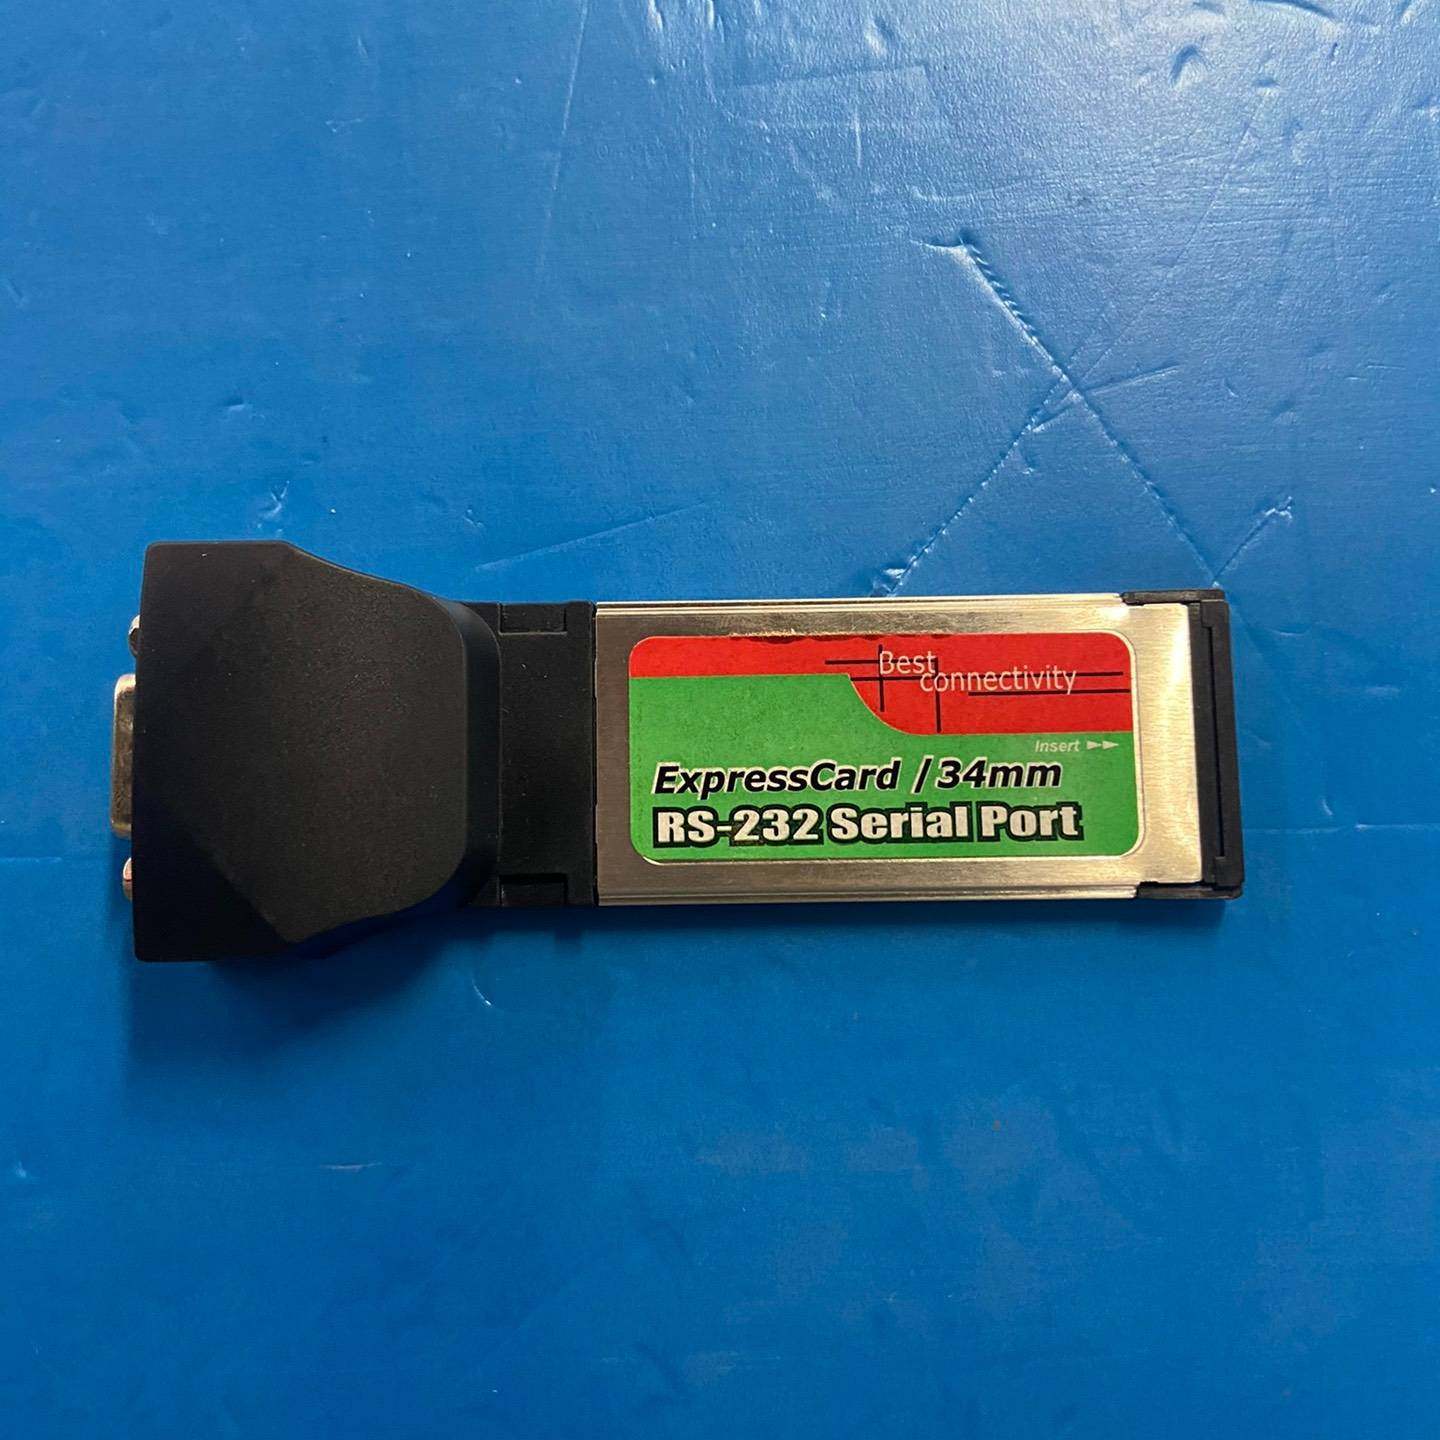 Best
connectivity
Insert
ExpressCard /34mm
RS-232 Serial Port